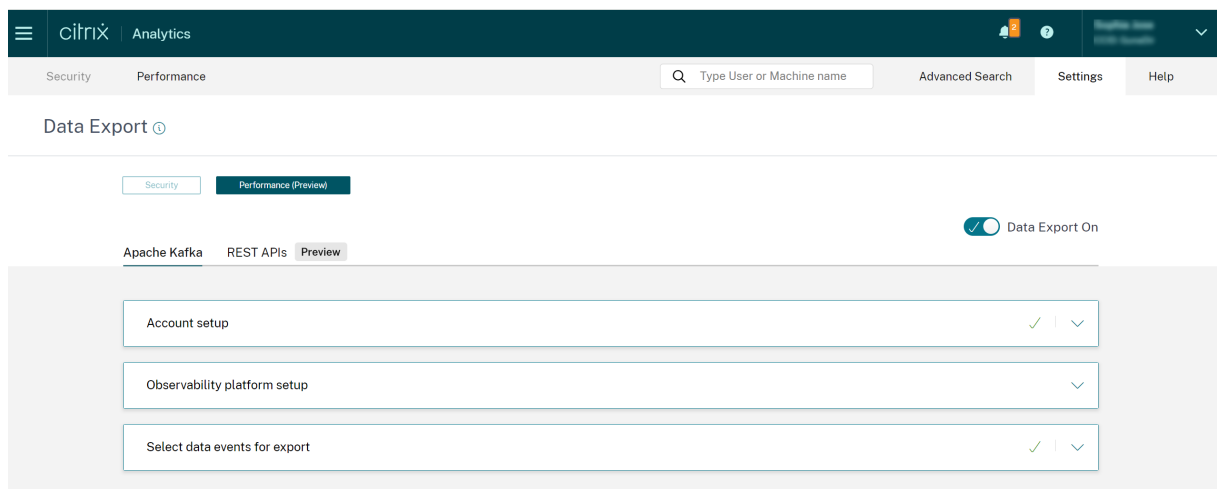 citrix Analytics 2 ?
Security Performance Type User or Machine name Advanced Search Settings Help
Data Export
Security Performance (Preview)
Data Export On
Apache Kafka REST APIs Preview
Account setup
Observability platform setup
Select data events for export